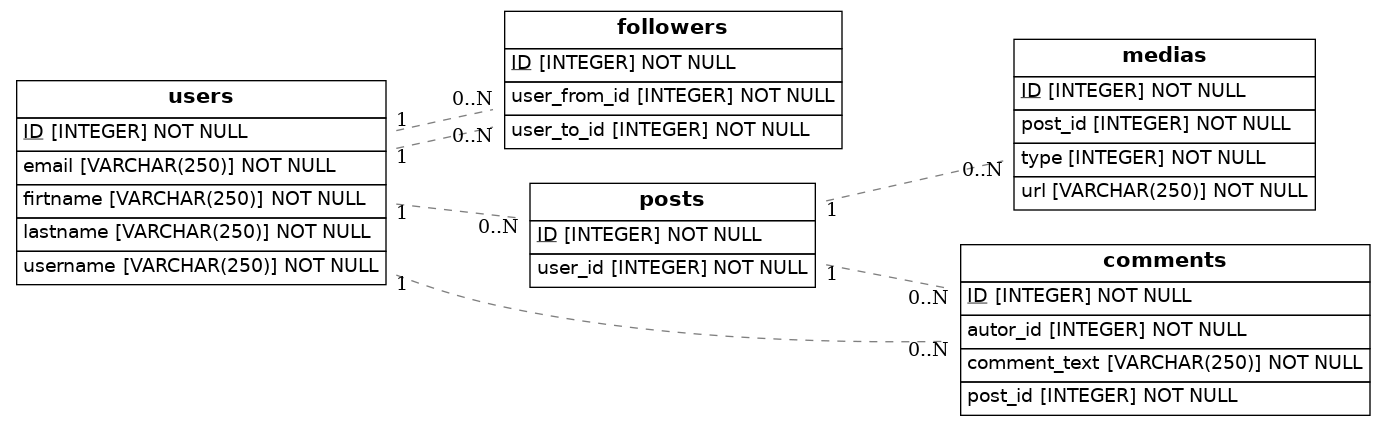 users
ID [INTEGER] NOT NULL
email [VARCHAR(250)] NOT NULL
firtname [VARCHAR(250)] NOT NULL
lastname [VARCHAR(250)] NOT NULL
username [VARCHAR(250)] NOT NULL
1
1
1
1
0..N
0..N
0..N
0..N
followers
ID [INTEGER] NOT NULL
user_from_id [INTEGER] NOT NULL
user_to_id [INTEGER] NOT NULL
posts
ID [INTEGER] NOT NULL
user_id [INTEGER] NOT NULL
1
1
0..N
0..N
medias
ID [INTEGER] NOT NULL
post_id [INTEGER] NOT NULL
type [INTEGER] NOT NULL
url [VARCHAR(250)] NOT NULL
comments
ID [INTEGER] NOT NULL
autor_id [INTEGER] NOT NULL
comment_text [VARCHAR(250)] NOT NULL
post_id [INTEGER] NOT NULL